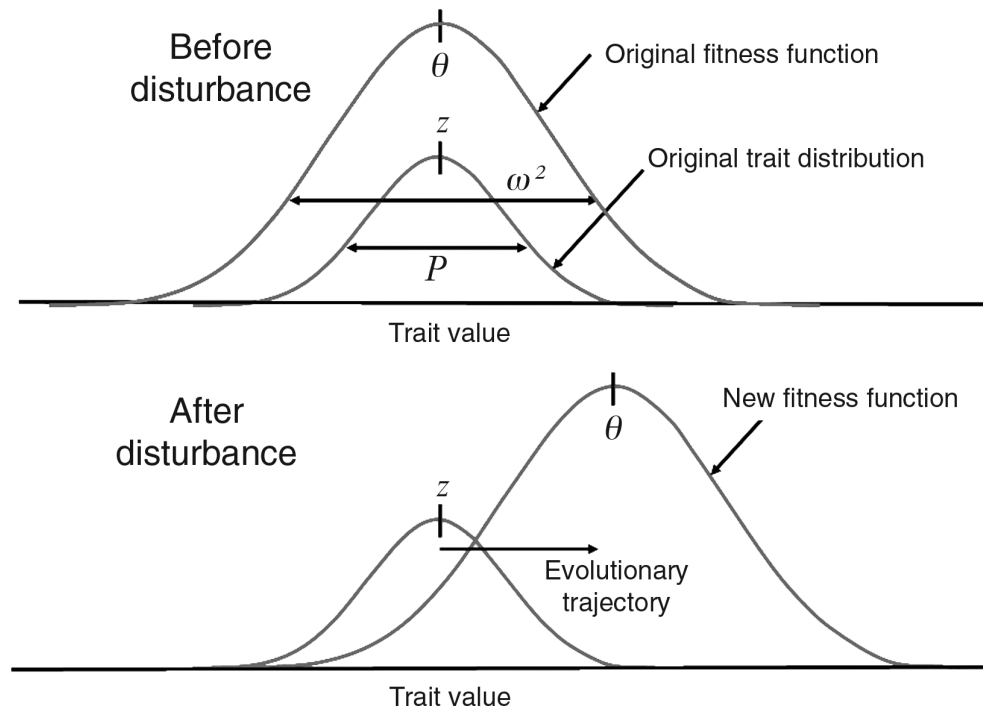 Before
disturbance
θ
Original fitness function
z
Original trait distribution
ω²
P
Trait value
After
disturbance
New fitness function
θ
z
Evolutionary
trajectory
Trait value